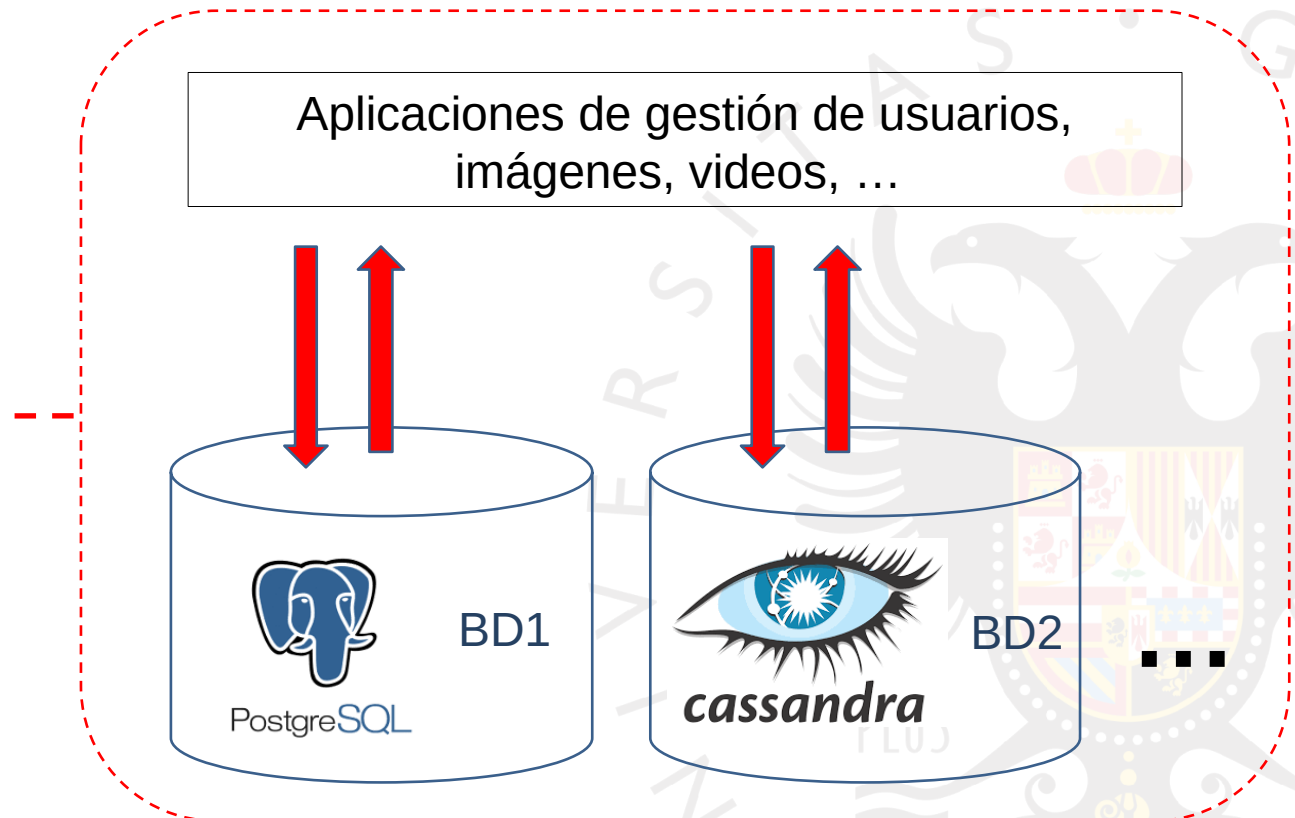 Aplicaciones de gestión de usuarios,
imágenes, videos, …
BD1
PostgreSQL
BD2
cassandra
...